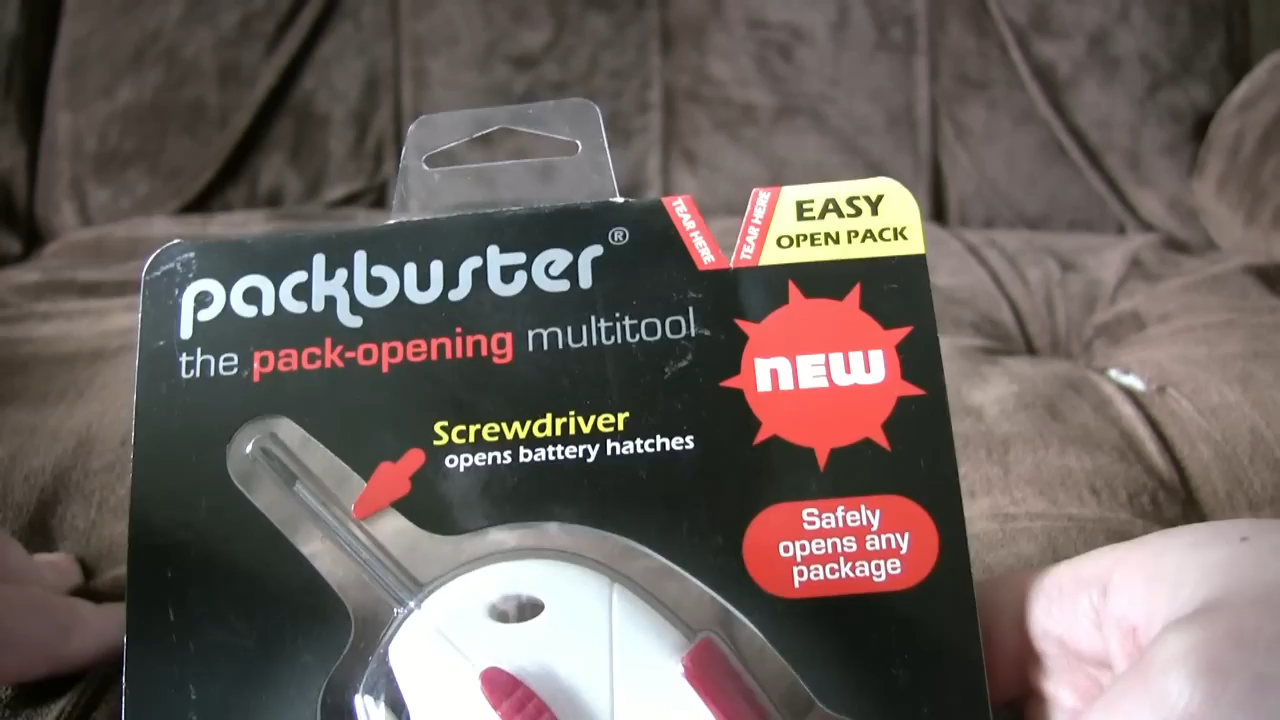 packbuster®
the pack-opening multitool
TEAR HERE
TEAR HERE
EASY
OPEN PACK
NEW
Screwdriver
opens battery hatches
Safely
opens any
package